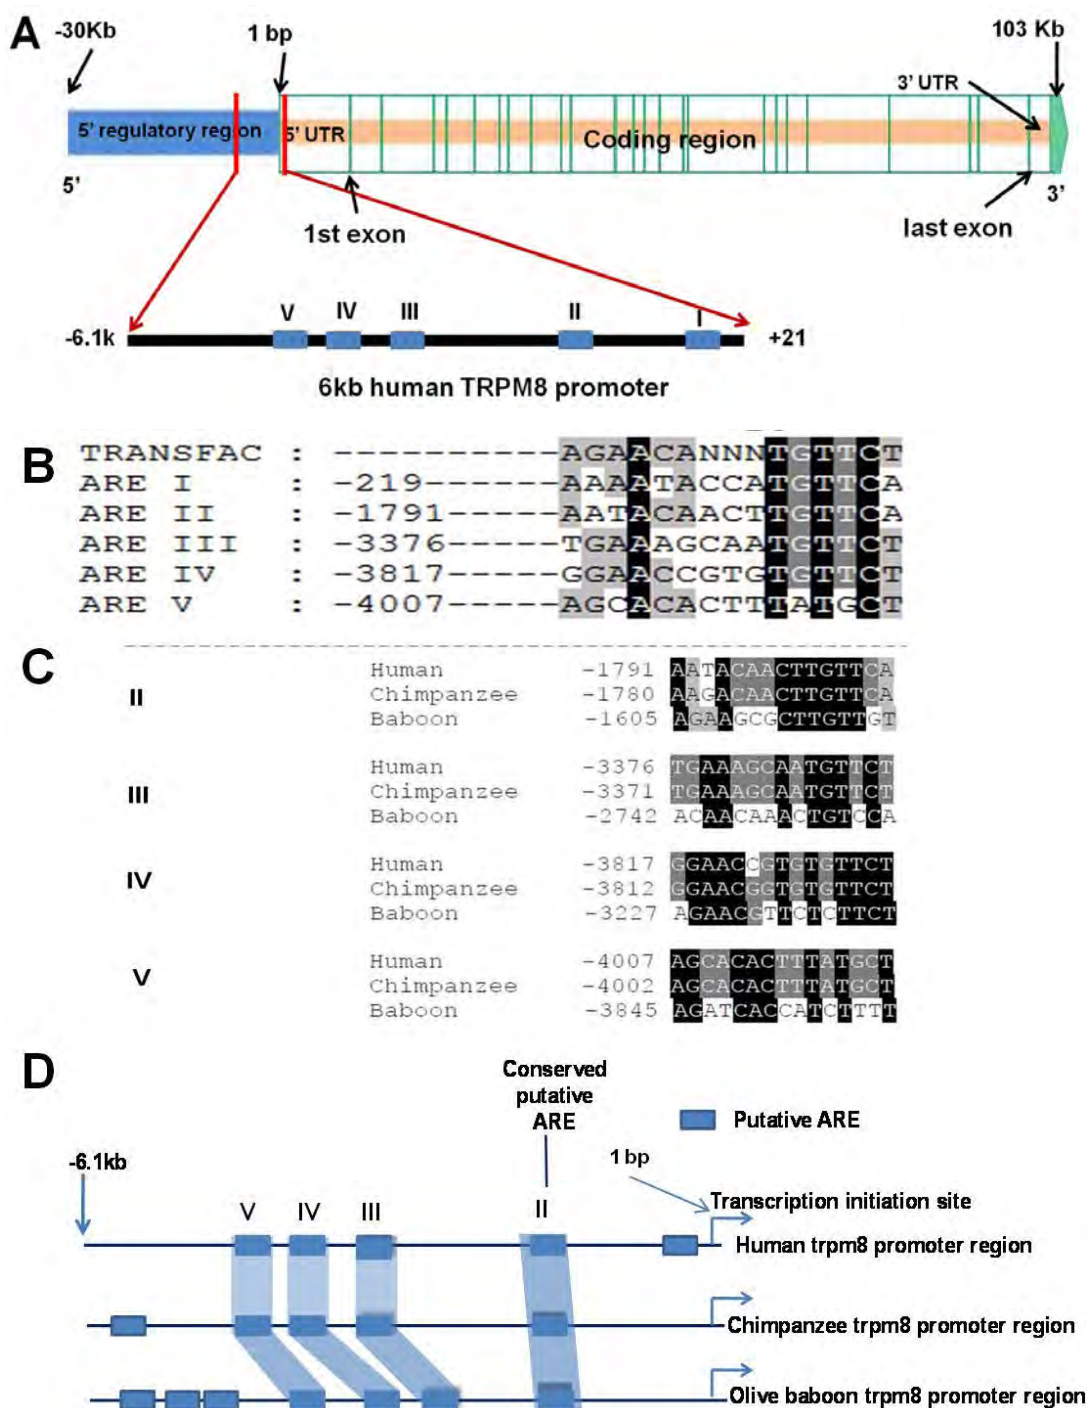 A
-30Kb 1 bp 103 Kb
3' UTR
5' regulatory region 5' UTR Coding region
5' 3'
1st exon last exon
V IV III II I
-6.1k +21
6kb human TRPM8 promoter
B
TRANSFAC : ----------AGAACANNNTGTTCT
ARE I : -219------AAAATACCATGTTCA
ARE II : -1791-----AATACAACTTGTTCA
ARE III : -3376-----TGAAAGCAATGTTCT
ARE IV : -3817-----GGAACCGTGTGTTCT
ARE V : -4007-----AGCACACTTTATGCT
C
II
Human -1791 AATACAACTTGTTCA
Chimpanzee -1780 AAGACAACTTGTTCA
Baboon -1605 AGAAGCGCTTGTTGT
III
Human -3376 TGAAAGCAATGTTCT
Chimpanzee -3371 TGAAAGCAATGTTCT
Baboon -2742 ACAACAAACTGTCCA
IV
Human -3817 GGAACCGTGTGTTCT
Chimpanzee -3812 GGAACGGTGTGTTCT
Baboon -3227 AGAACGTTCTCTTCT
V
Human -4007 AGCACACTTTATGCT
Chimpanzee -4002 AGCACACTTTATGCT
Baboon -3845 AGATCACCATCTTTT
D
Conserved
putative
ARE
Putative ARE
-6.1kb 1 bp
V IV III II
Transcription initiation site
Human trpm8 promoter region
Chimpanzee trpm8 promoter region
Olive baboon trpm8 promoter region